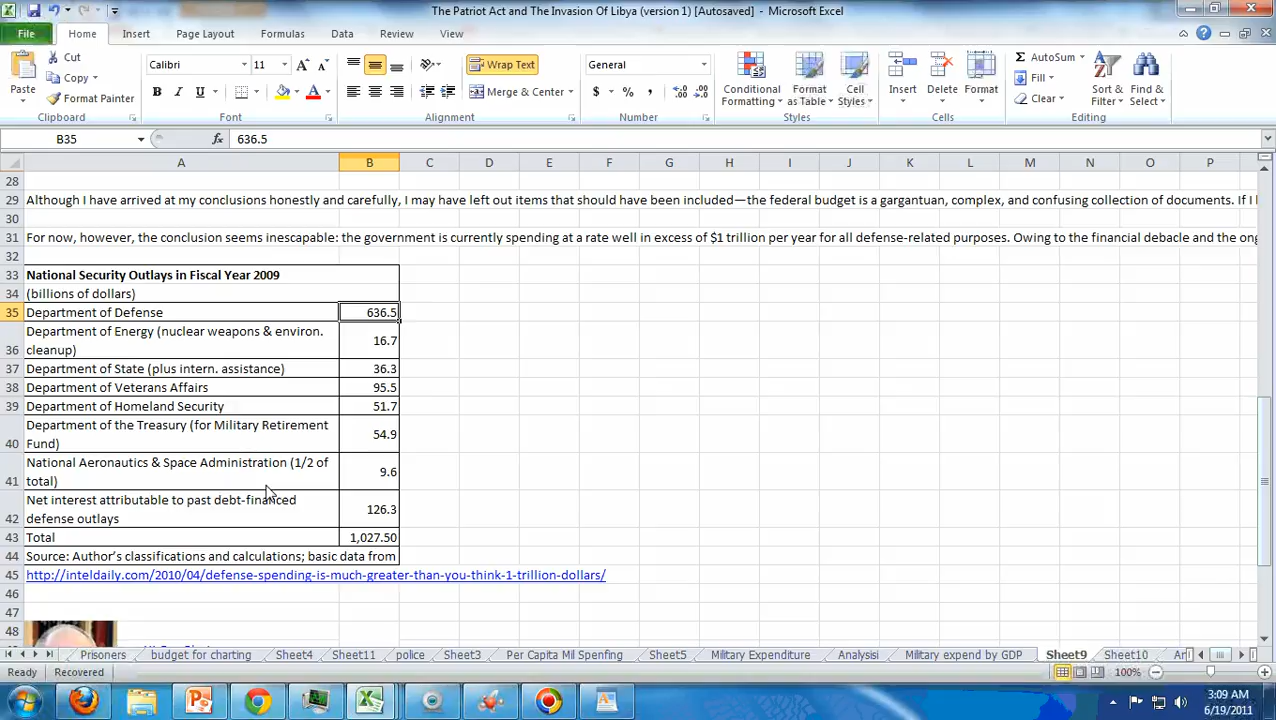 The Patriot Act and The Invasion Of Libya (version 1) [Autosaved] - Microsoft Excel
File Home Insert Page Layout Formulas Data Review View
Paste
Cut
Copy
Format Painter
Clipboard
Calibri 11
B I U
Font
Wrap Text
Merge & Center
Alignment
General
$ % ,
Number
Conditional Formatting
Format as Table
Cell Styles
Styles
Insert Delete Format
Cells
AutoSum
Fill
Clear
Sort & Filter
Find & Select
Editing
B35 fx 636.5
A B C D E F G H I J K L M N O P
28
29 Although I have arrived at my conclusions honestly and carefully, I may have left out items that should have been included—the federal budget is a gargantuan, complex, and confusing collection of documents. If I
30
31 For now, however, the conclusion seems inescapable: the government is currently spending at a rate well in excess of $1 trillion per year for all defense-related purposes. Owing to the financial debacle and the ong
32
33 National Security Outlays in Fiscal Year 2009
34 (billions of dollars)
35 Department of Defense 636.5
Department of Energy (nuclear weapons & environ.
36 cleanup) 16.7
37 Department of State (plus intern. assistance) 36.3
38 Department of Veterans Affairs 95.5
39 Department of Homeland Security 51.7
Department of the Treasury (for Military Retirement
40 Fund) 54.9
National Aeronautics & Space Administration (1/2 of
41 total) 9.6
Net interest attributable to past debt-financed
42 defense outlays 126.3
43 Total 1,027.50
44 Source: Author's classifications and calculations; basic data from
45 http://inteldaily.com/2010/04/defense-spending-is-much-greater-than-you-think-1-trillion-dollars/
46
47
48
Prisoners budget for charting Sheet4 Sheet11 police Sheet3 Per Capita Mil Spenfing Sheet5 Military Expenditure Analysisi Military expend by GDP Sheet9 Sheet10
Ready Recovered 100%
3:09 AM
6/19/2011